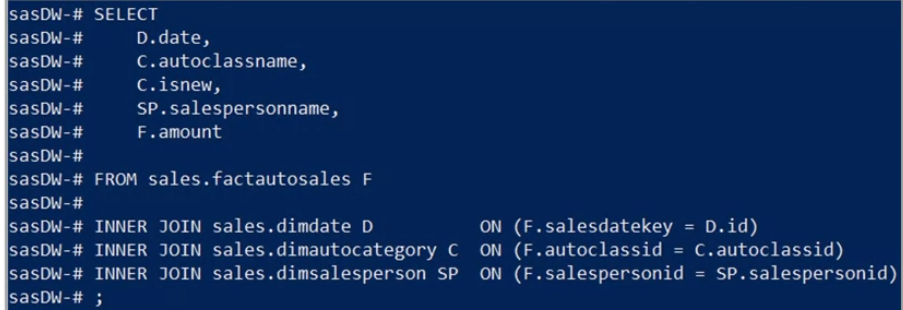 sasDW-# SELECT
sasDW-#     D.date,
sasDW-#     C.autoclassname,
sasDW-#     C.isnew,
sasDW-#     SP.salespersonname,
sasDW-#     F.amount
sasDW-#
sasDW-# FROM sales.factautosales F
sasDW-#
sasDW-# INNER JOIN sales.dimdate D          ON (F.salesdatekey = D.id)
sasDW-# INNER JOIN sales.dimautocategory C  ON (F.autoclassid = C.autoclassid)
sasDW-# INNER JOIN sales.dimsalesperson SP  ON (F.salespersonid = SP.salespersonid)
sasDW-# ;